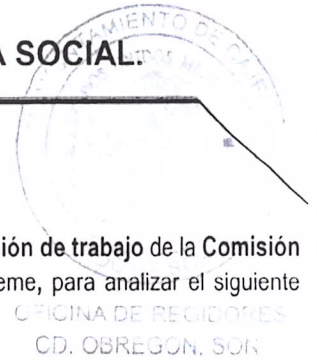 A SOCIAL.
ión de trabajo de la Comisión
eme, para analizar el siguiente
OFICINA DE REGIDORES
CD. OBREGON, SON